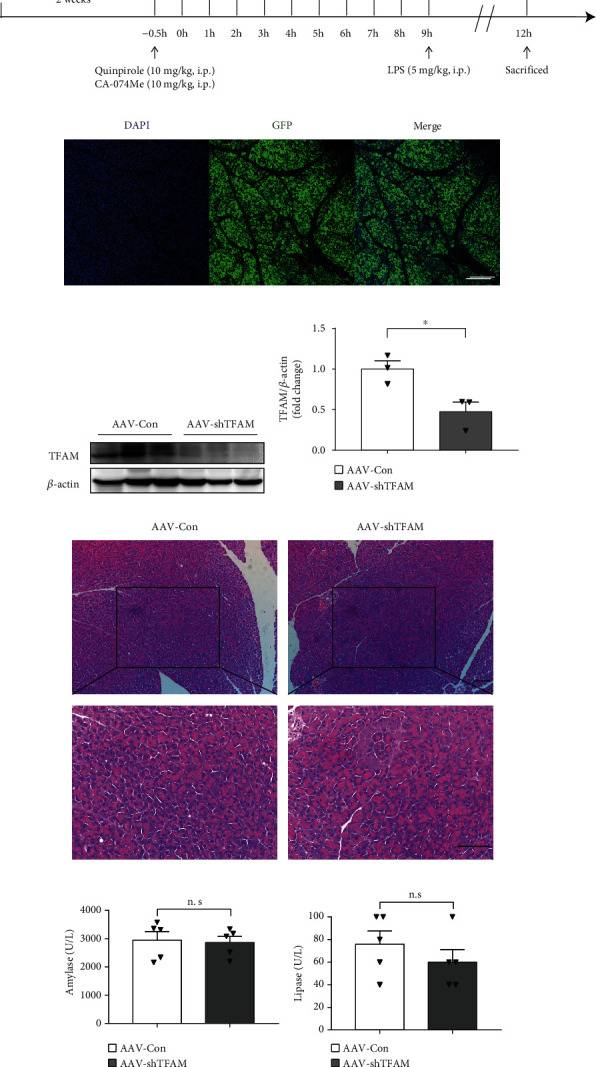 2 weeks
−0.5h 0h 1h 2h 3h 4h 5h 6h 7h 8h 9h 12h
Quinpirole (10 mg/kg, i.p.) LPS (5 mg/kg, i.p.) Sacrificed
CA-074Me (10 mg/kg, i.p.)
DAPI GFP Merge
AAV-Con AAV-shTFAM
TFAM
β-actin
TFAM/β-actin
(fold change)
1.5
1.0
0.5
0.0
*
AAV-Con
AAV-shTFAM
AAV-Con AAV-shTFAM
Amylase (U/L)
4000
3000
2000
1000
0
n. s
AAV-Con
AAV-shTFAM
Lipase (U/L)
100
80
60
40
20
0
n.s
AAV-Con
AAV-shTFAM